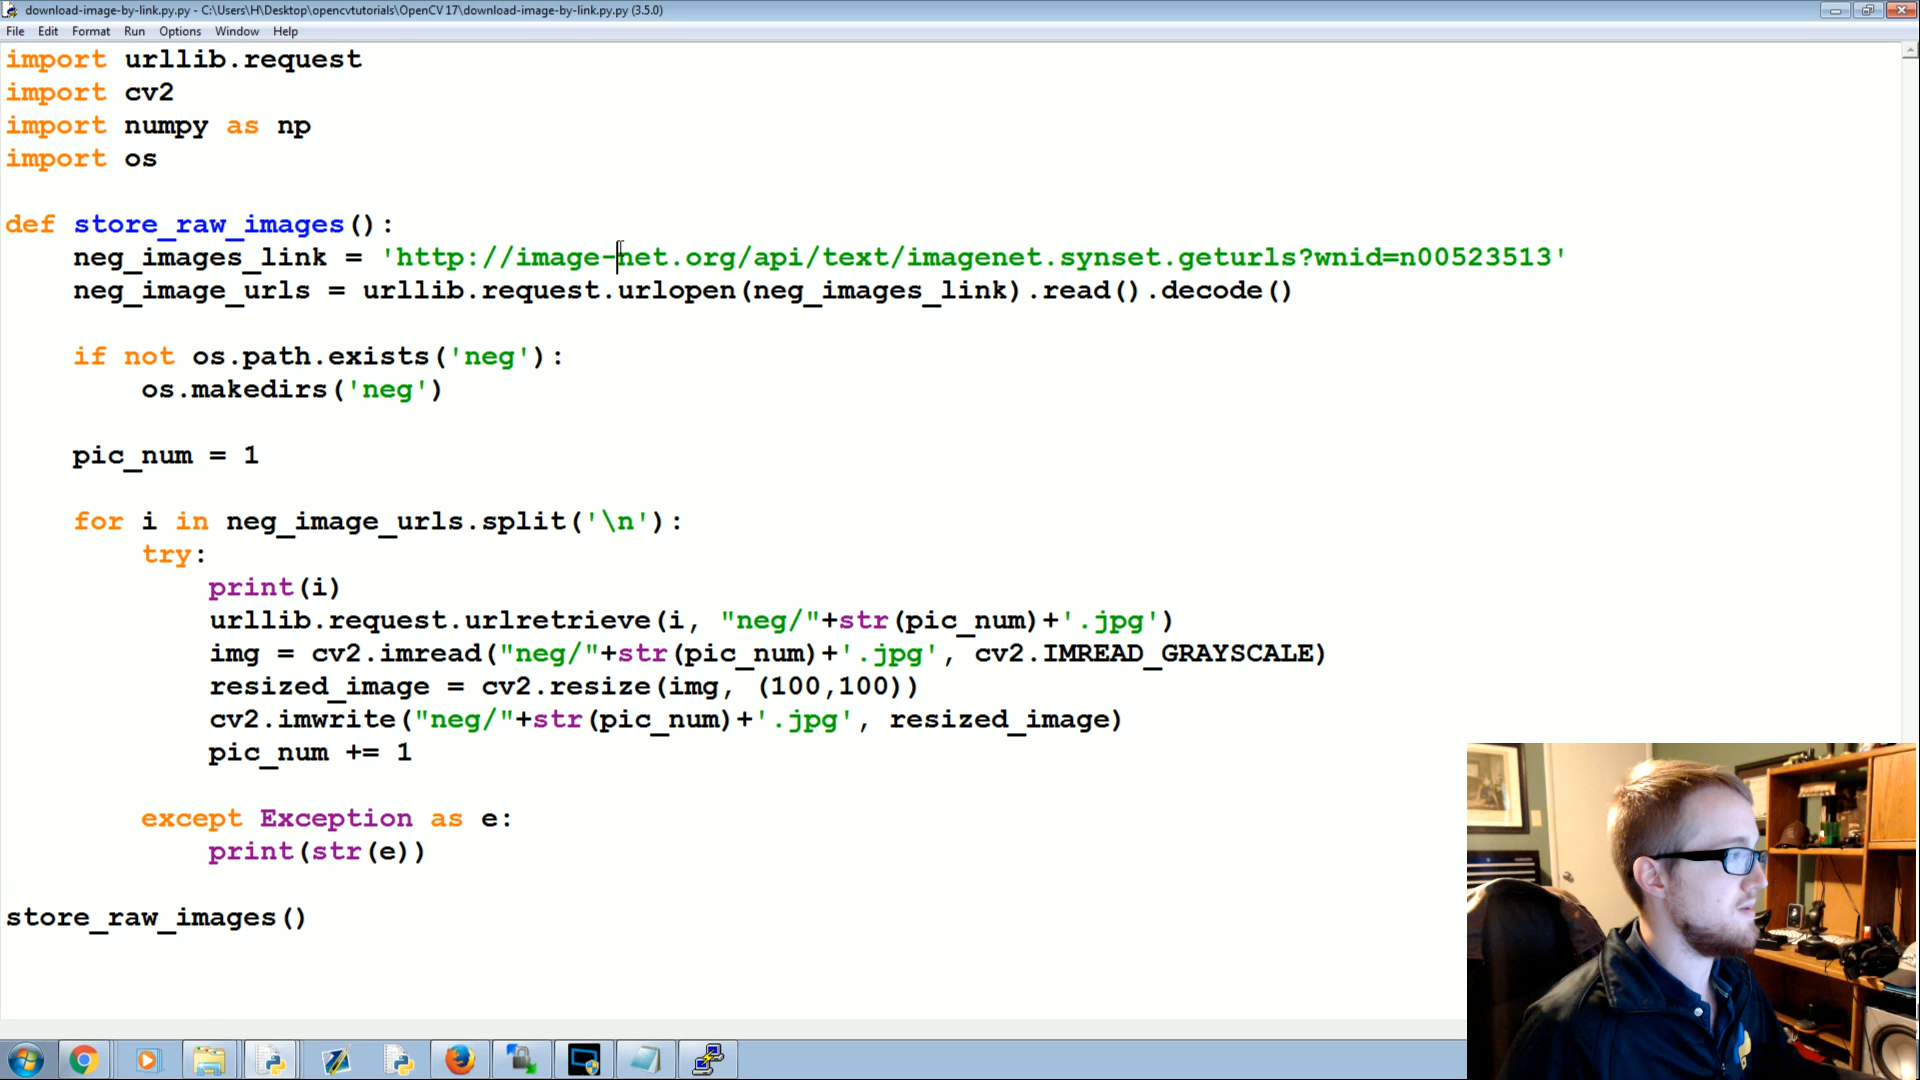 download-image-by-link.py.py - C:\Users\H\Desktop\opencvtutorials\OpenCV 17\download-image-by-link.py.py (3.5.0)
File Edit Format Run Options Window Help
import urllib.request
import cv2
import numpy as np
import os
def store_raw_images():
neg_images_link = 'http://image-net.org/api/text/imagenet.synset.geturls?wnid=n00523513'
neg_image_urls = urllib.request.urlopen(neg_images_link).read().decode()
if not os.path.exists('neg'):
os.makedirs('neg')
pic_num = 1
for i in neg_image_urls.split('\n'):
try:
print(i)
urllib.request.urlretrieve(i, "neg/"+str(pic_num)+'.jpg')
img = cv2.imread("neg/"+str(pic_num)+'.jpg', cv2.IMREAD_GRAYSCALE)
resized_image = cv2.resize(img, (100,100))
cv2.imwrite("neg/"+str(pic_num)+'.jpg', resized_image)
pic_num += 1
except Exception as e:
print(str(e))
store_raw_images()